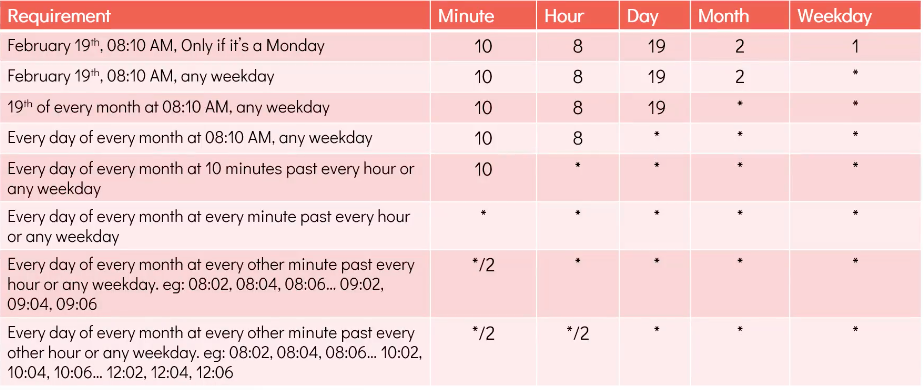 Requirement Minute Hour Day Month Weekday
February 19th, 08:10 AM, Only if it's a Monday 10 8 19 2 1
February 19th, 08:10 AM, any weekday 10 8 19 2 *
19th of every month at 08:10 AM, any weekday 10 8 19 * *
Every day of every month at 08:10 AM, any weekday 10 8 * * *
Every day of every month at 10 minutes past every hour or 10 * * * *
any weekday
Every day of every month at every minute past every hour * * * * *
or any weekday
Every day of every month at every other minute past every */2 * * * *
hour or any weekday. eg: 08:02, 08:04, 08:06... 09:02,
09:04, 09:06
Every day of every month at every other minute past every */2 */2 * * *
other hour or any weekday. eg: 08:02, 08:04, 08:06... 10:02,
10:04, 10:06... 12:02, 12:04, 12:06